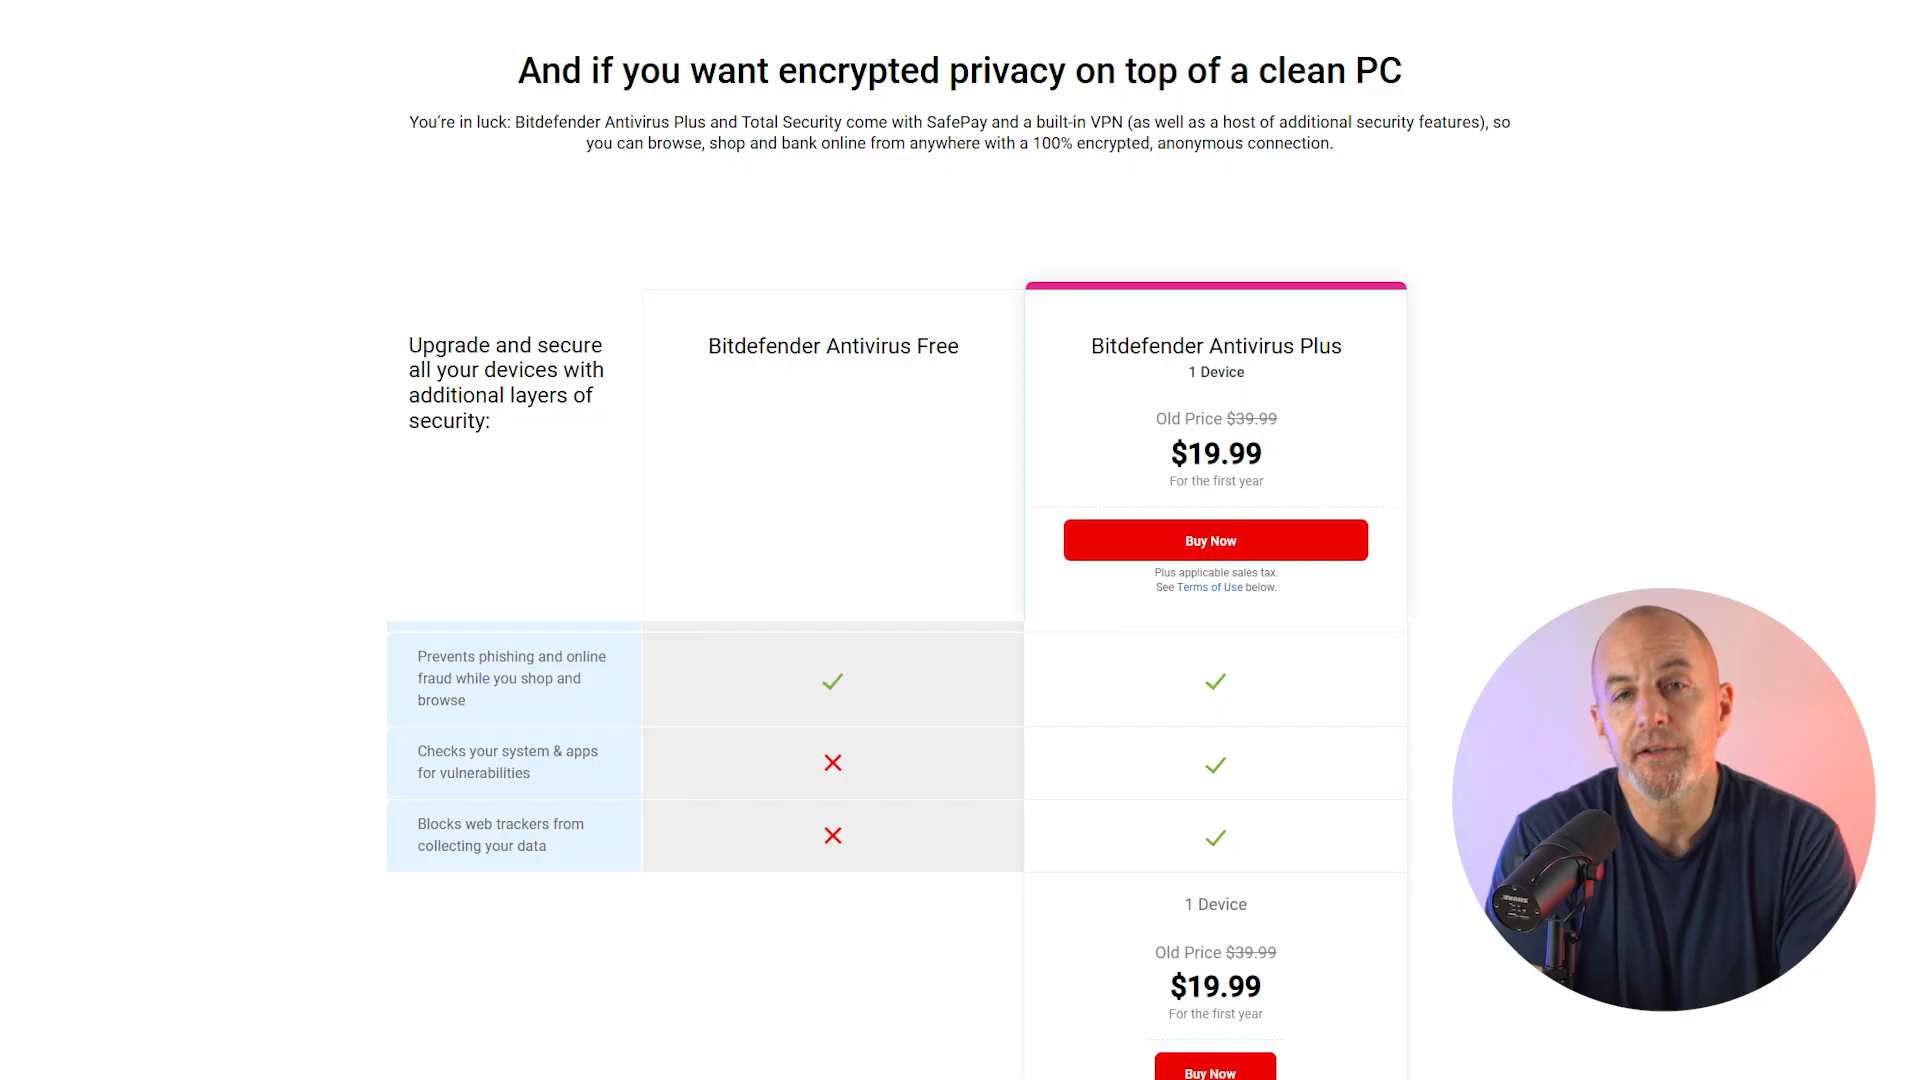 And if you want encrypted privacy on top of a clean PC
You're in luck: Bitdefender Antivirus Plus and Total Security come with SafePay and a built-in VPN (as well as a host of additional security features), so
you can browse, shop and bank online from anywhere with a 100% encrypted, anonymous connection.
Upgrade and secure
all your devices with
additional layers of
security:
Bitdefender Antivirus Free
Bitdefender Antivirus Plus
1 Device
Old Price $39.99
$19.99
For the first year
Buy Now
Plus applicable sales tax.
See Terms of Use below.
Prevents phishing and online
fraud while you shop and
browse
Checks your system & apps
for vulnerabilities
Blocks web trackers from
collecting your data
1 Device
Old Price $39.99
$19.99
For the first year
Buy Now